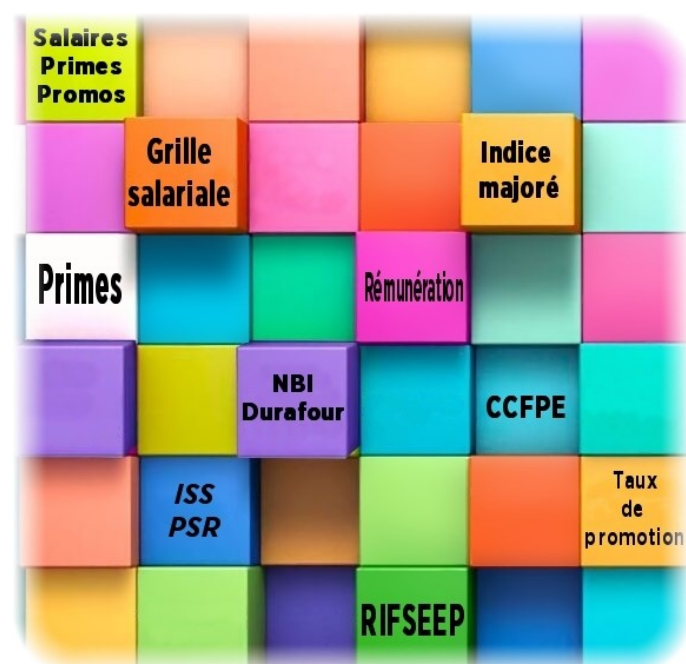 Salaires
Primes
Promos
Grille
salariale
Indice
majoré
Primes
Rémunération
NBI
Durafour
CCFPE
ISS
PSR
Taux
de
promotion
RIFSEEP